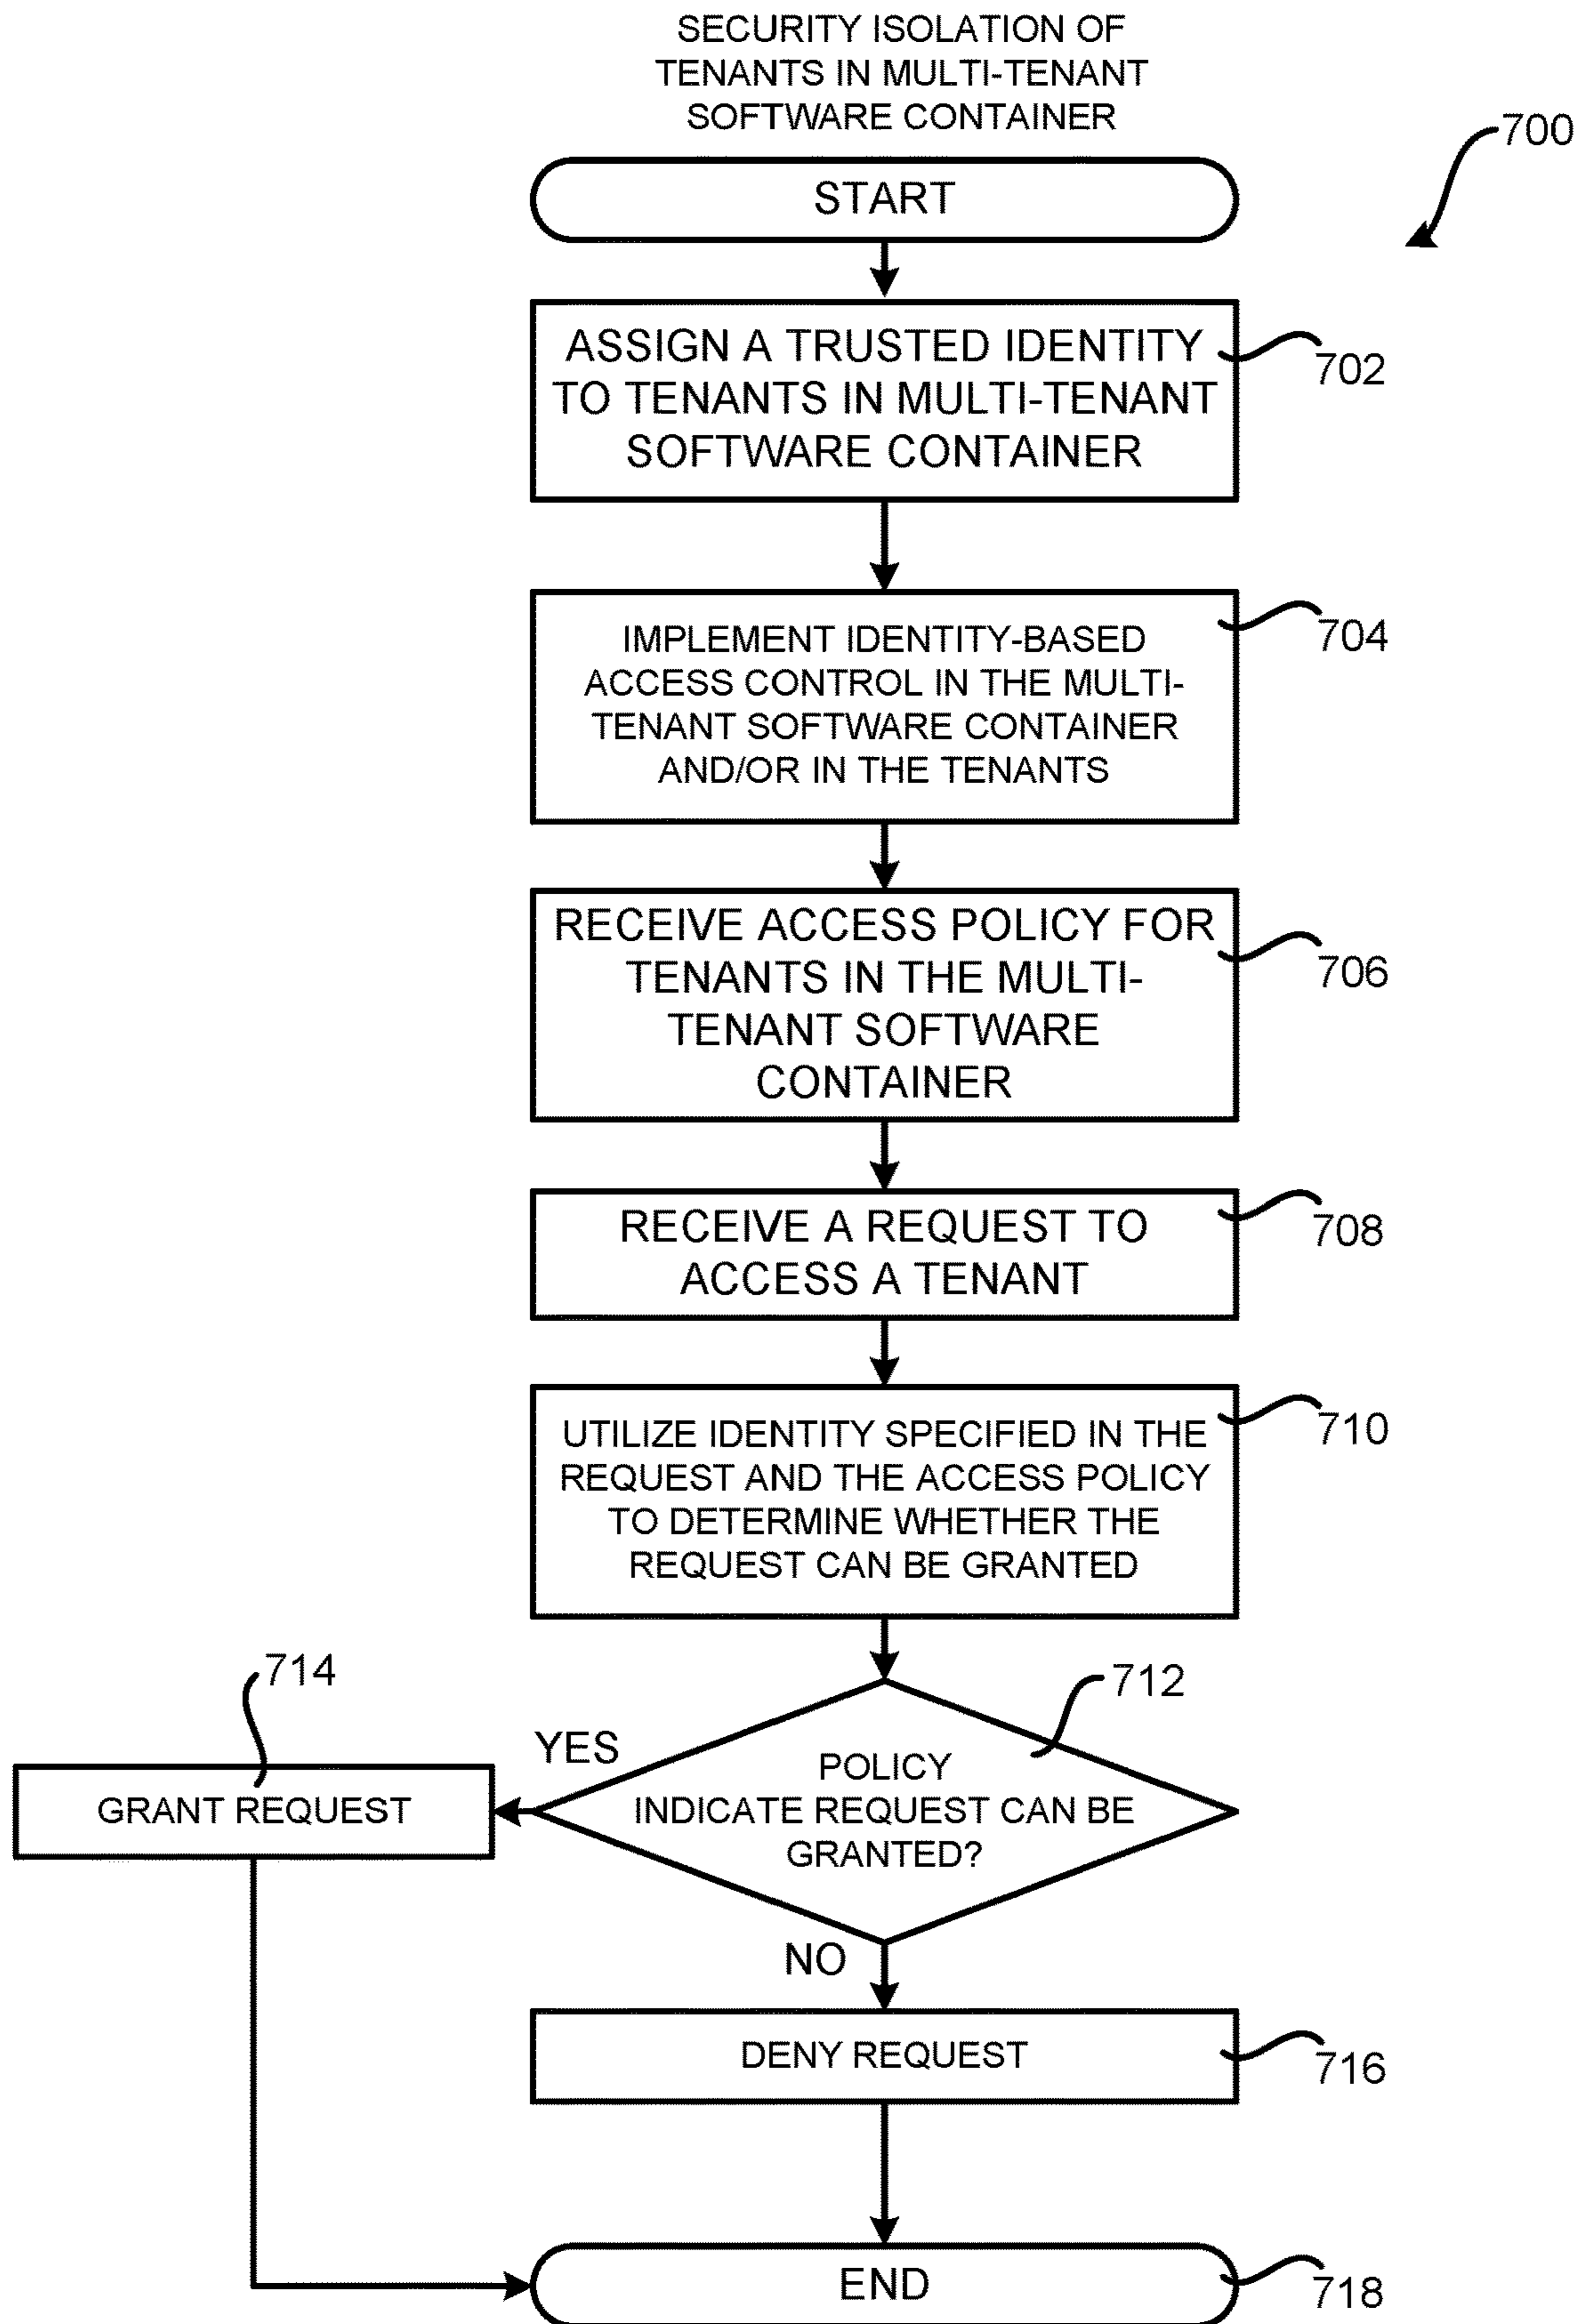 SECURITY ISOLATION OF
TENANTS IN MULTI-TENANT
SOFTWARE CONTAINER
700
START
ASSIGN A TRUSTED IDENTITY
TO TENANTS IN MULTI-TENANT
SOFTWARE CONTAINER
702
IMPLEMENT IDENTITY-BASED
ACCESS CONTROL IN THE MULTI-
TENANT SOFTWARE CONTAINER
AND/OR IN THE TENANTS
704
RECEIVE ACCESS POLICY FOR
TENANTS IN THE MULTI-
TENANT SOFTWARE
CONTAINER
706
RECEIVE A REQUEST TO
ACCESS A TENANT
708
UTILIZE IDENTITY SPECIFIED IN THE
REQUEST AND THE ACCESS POLICY
TO DETERMINE WHETHER THE
REQUEST CAN BE GRANTED
710
714
712
YES
POLICY
INDICATE REQUEST CAN BE
GRANTED?
GRANT REQUEST
NO
DENY REQUEST
716
END
718